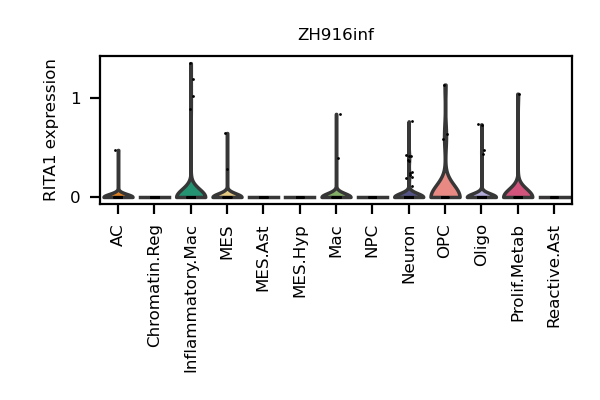 ZH916inf
RITA1 expression
1
0
AC
Chromatin.Reg
Inflammatory.Mac
MES
MES.Ast
MES.Hyp
Mac
NPC
Neuron
OPC
Oligo
Prolif.Metab
Reactive.Ast